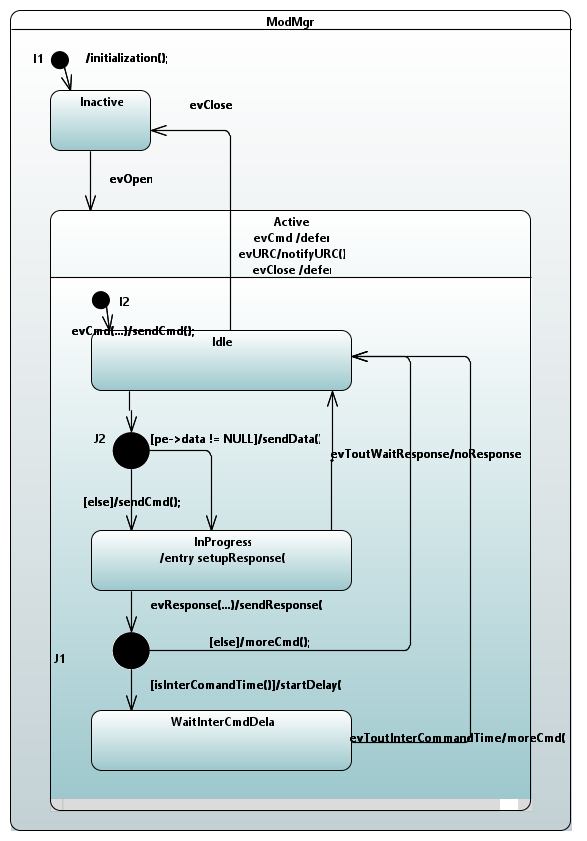 ModMgr
I1
/initialization();
Inactive
evClose
evOpen
Active
evCmd /defer
evURC/notifyURC()
evClose /defer
I2
evCmd(...)/sendCmd();
Idle
J2
[pe->data != NULL]/sendData()
evToutWaitResponse/noResponse
[else]/sendCmd();
InProgress
/entry setupResponse(
evResponse(...)/sendResponse(
[else]/moreCmd();
J1
[isInterComandTime()]/startDelay(
WaitInterCmdDela
evToutInterCommandTime/moreCmd(